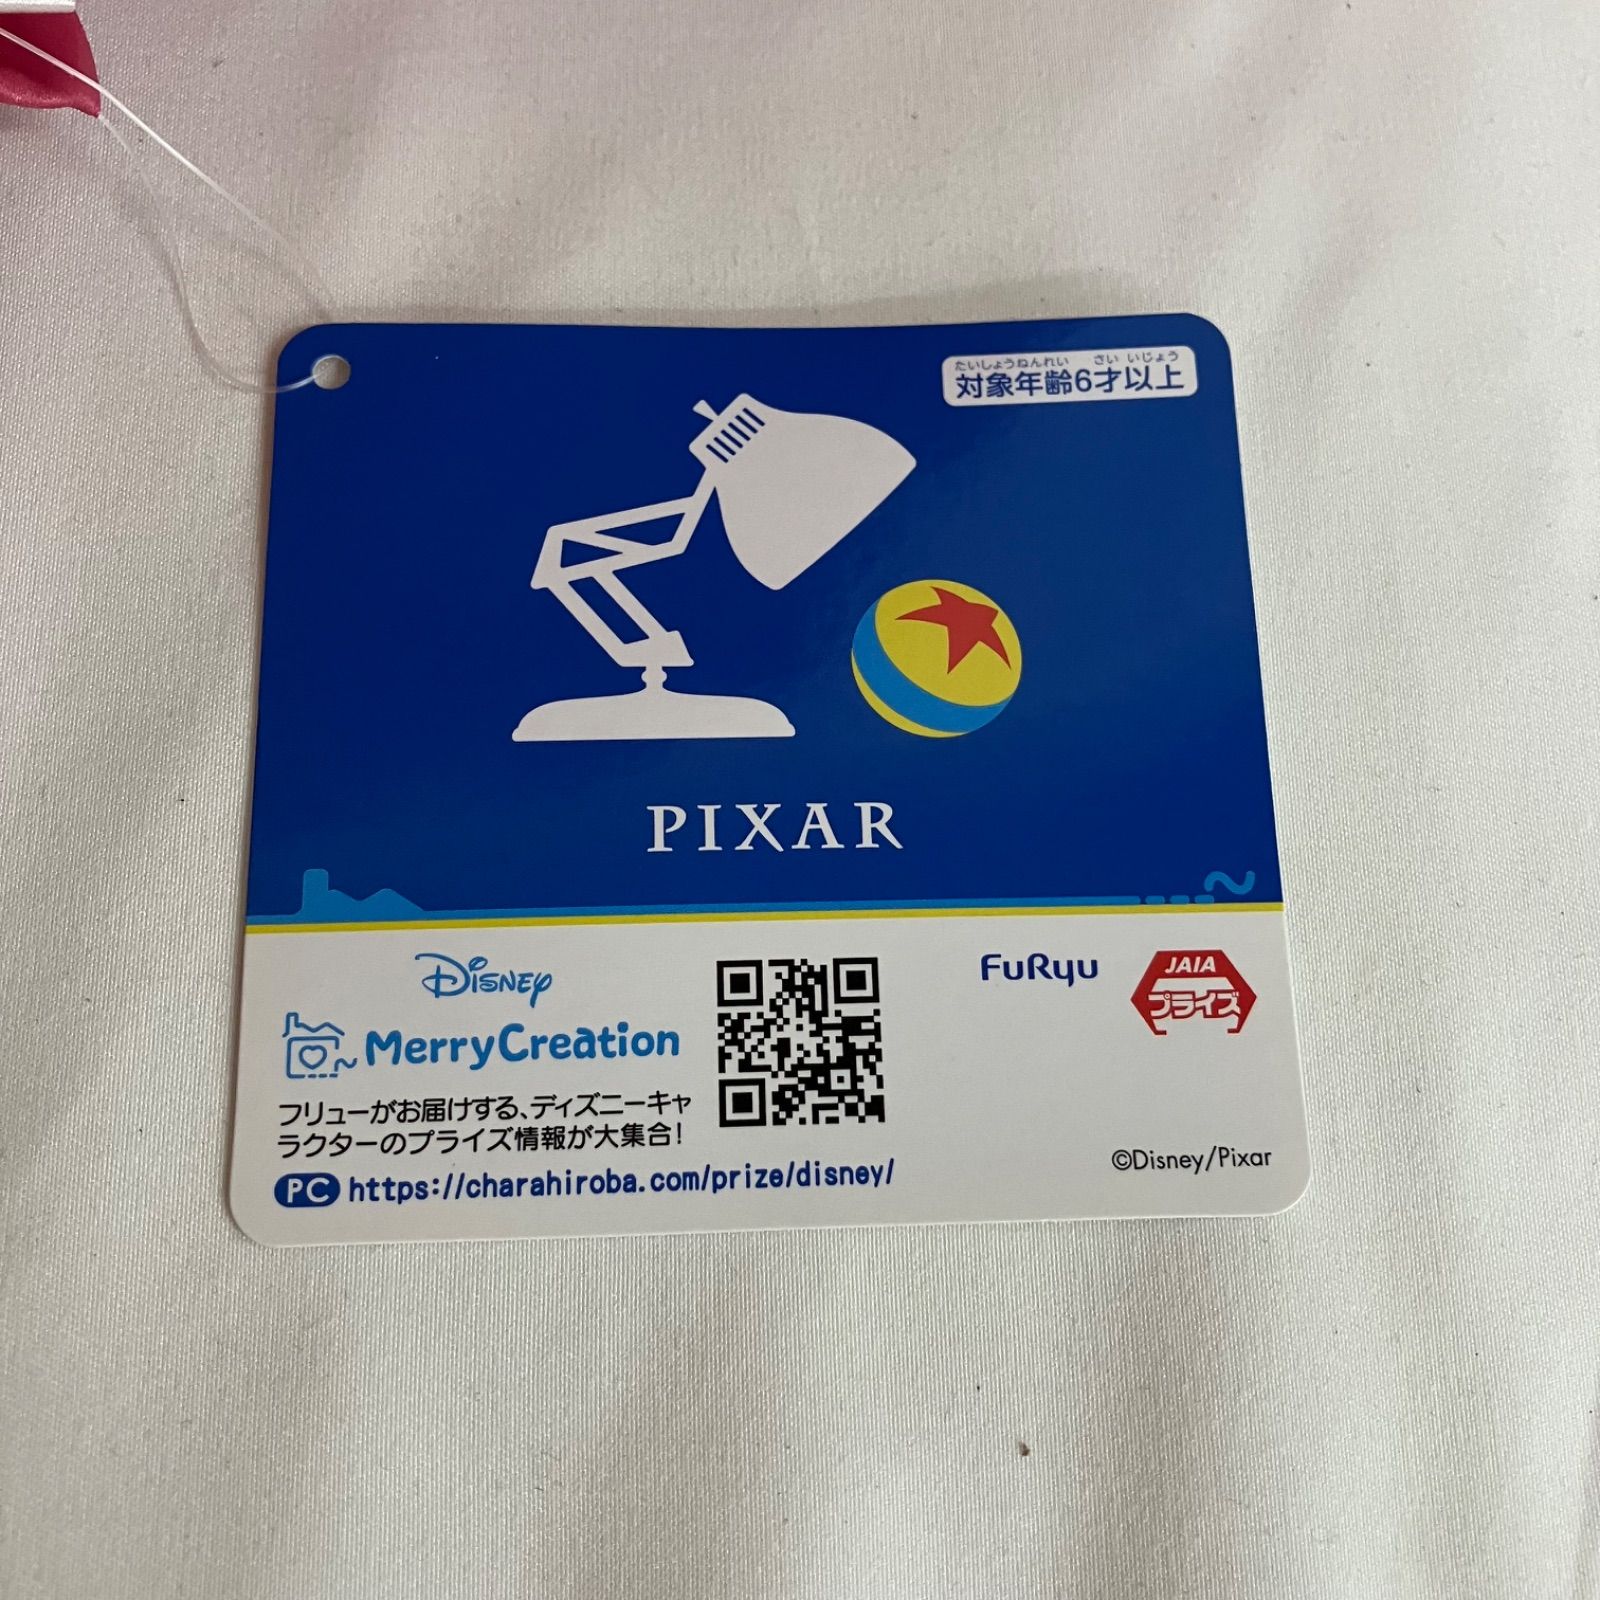 たいしょうねんれい さい いじょう
対象年齢6才以上
PIXAR
Disney
MerryCreation
フリューがお届けする、ディズニーキャ
ラクターのプライズ情報が大集合!
PC https://charahiroba.com/prize/disney/
FuRyu
JAIA
プライズ
©Disney/Pixar